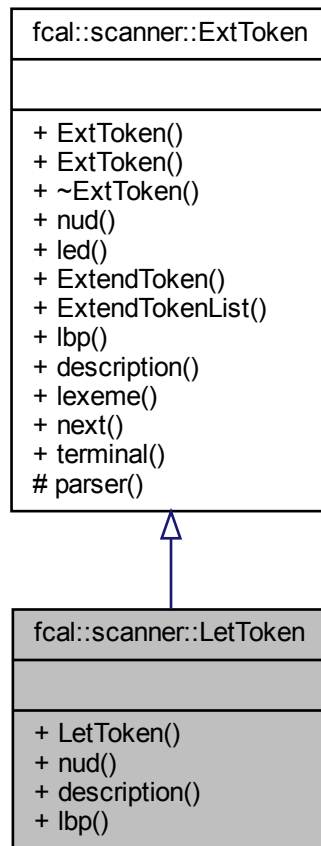 fcal::scanner::ExtToken
+ ExtToken()
+ ExtToken()
+ ~ExtToken()
+ nud()
+ led()
+ ExtendToken()
+ ExtendTokenList()
+ lbp()
+ description()
+ lexeme()
+ next()
+ terminal()
# parser()
fcal::scanner::LetToken
+ LetToken()
+ nud()
+ description()
+ lbp()